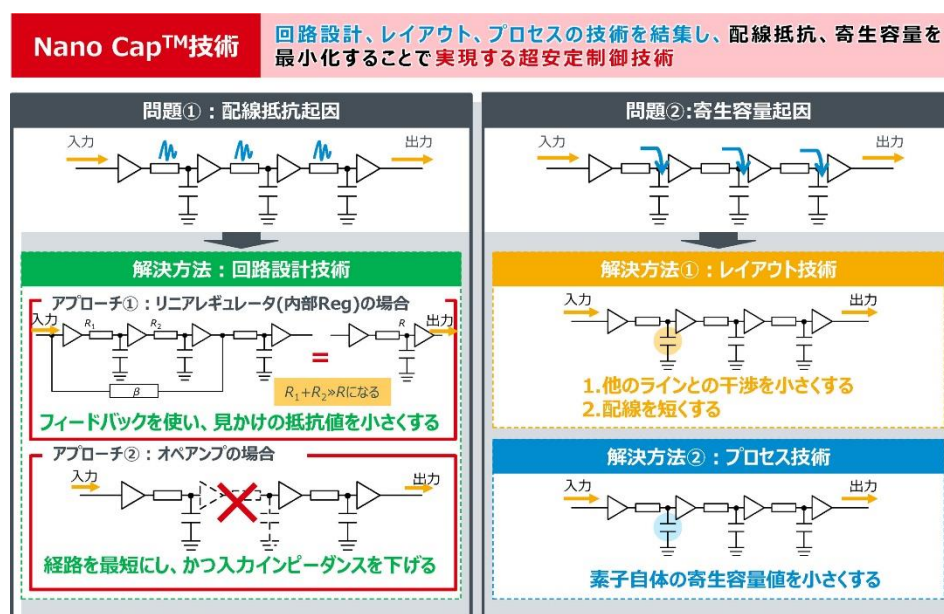 Nano Cap™技術
回路設計、レイアウト、プロセスの技術を結集し、配線抵抗、寄生容量を
最小化することで実現する超安定制御技術
問題①：配線抵抗起因
入力
出力
解決方法：回路設計技術
アプローチ①：リニアレギュレータ(内部Reg)の場合
入力
R₁
R₂
R
出力
β
=
R₁+R₂»Rになる
フィードバックを使い、見かけの抵抗値を小さくする
アプローチ②：オペアンプの場合
入力
出力
経路を最短にし、かつ入力インピーダンスを下げる
問題②:寄生容量起因
入力
出力
解決方法①：レイアウト技術
入力
出力
1.他のラインとの干渉を小さくする
2.配線を短くする
解決方法②：プロセス技術
入力
出力
素子自体の寄生容量値を小さくする